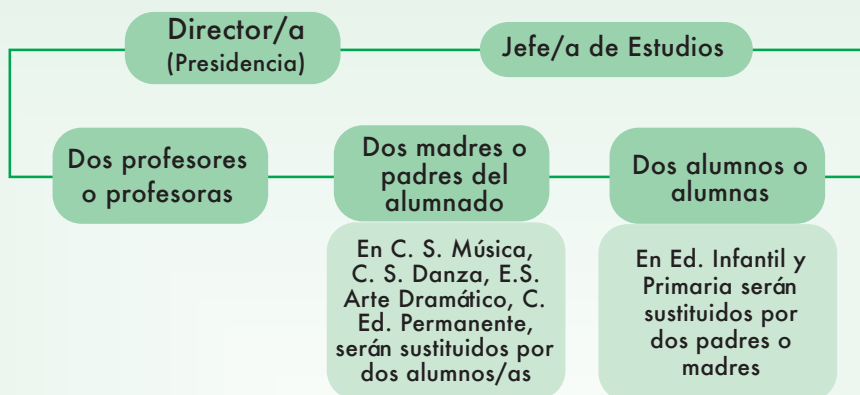 Director/a
(Presidencia)
Jefe/a de Estudios
Dos profesores
o profesoras
Dos madres o
padres del
alumnado
Dos alumnos o
alumnas
En C. S. Música,
C. S. Danza, E.S.
Arte Dramático, C.
Ed. Permanente,
serán sustituidos por
dos alumnos/as
En Ed. Infantil y
Primaria serán
sustituidos por
dos padres o
madres